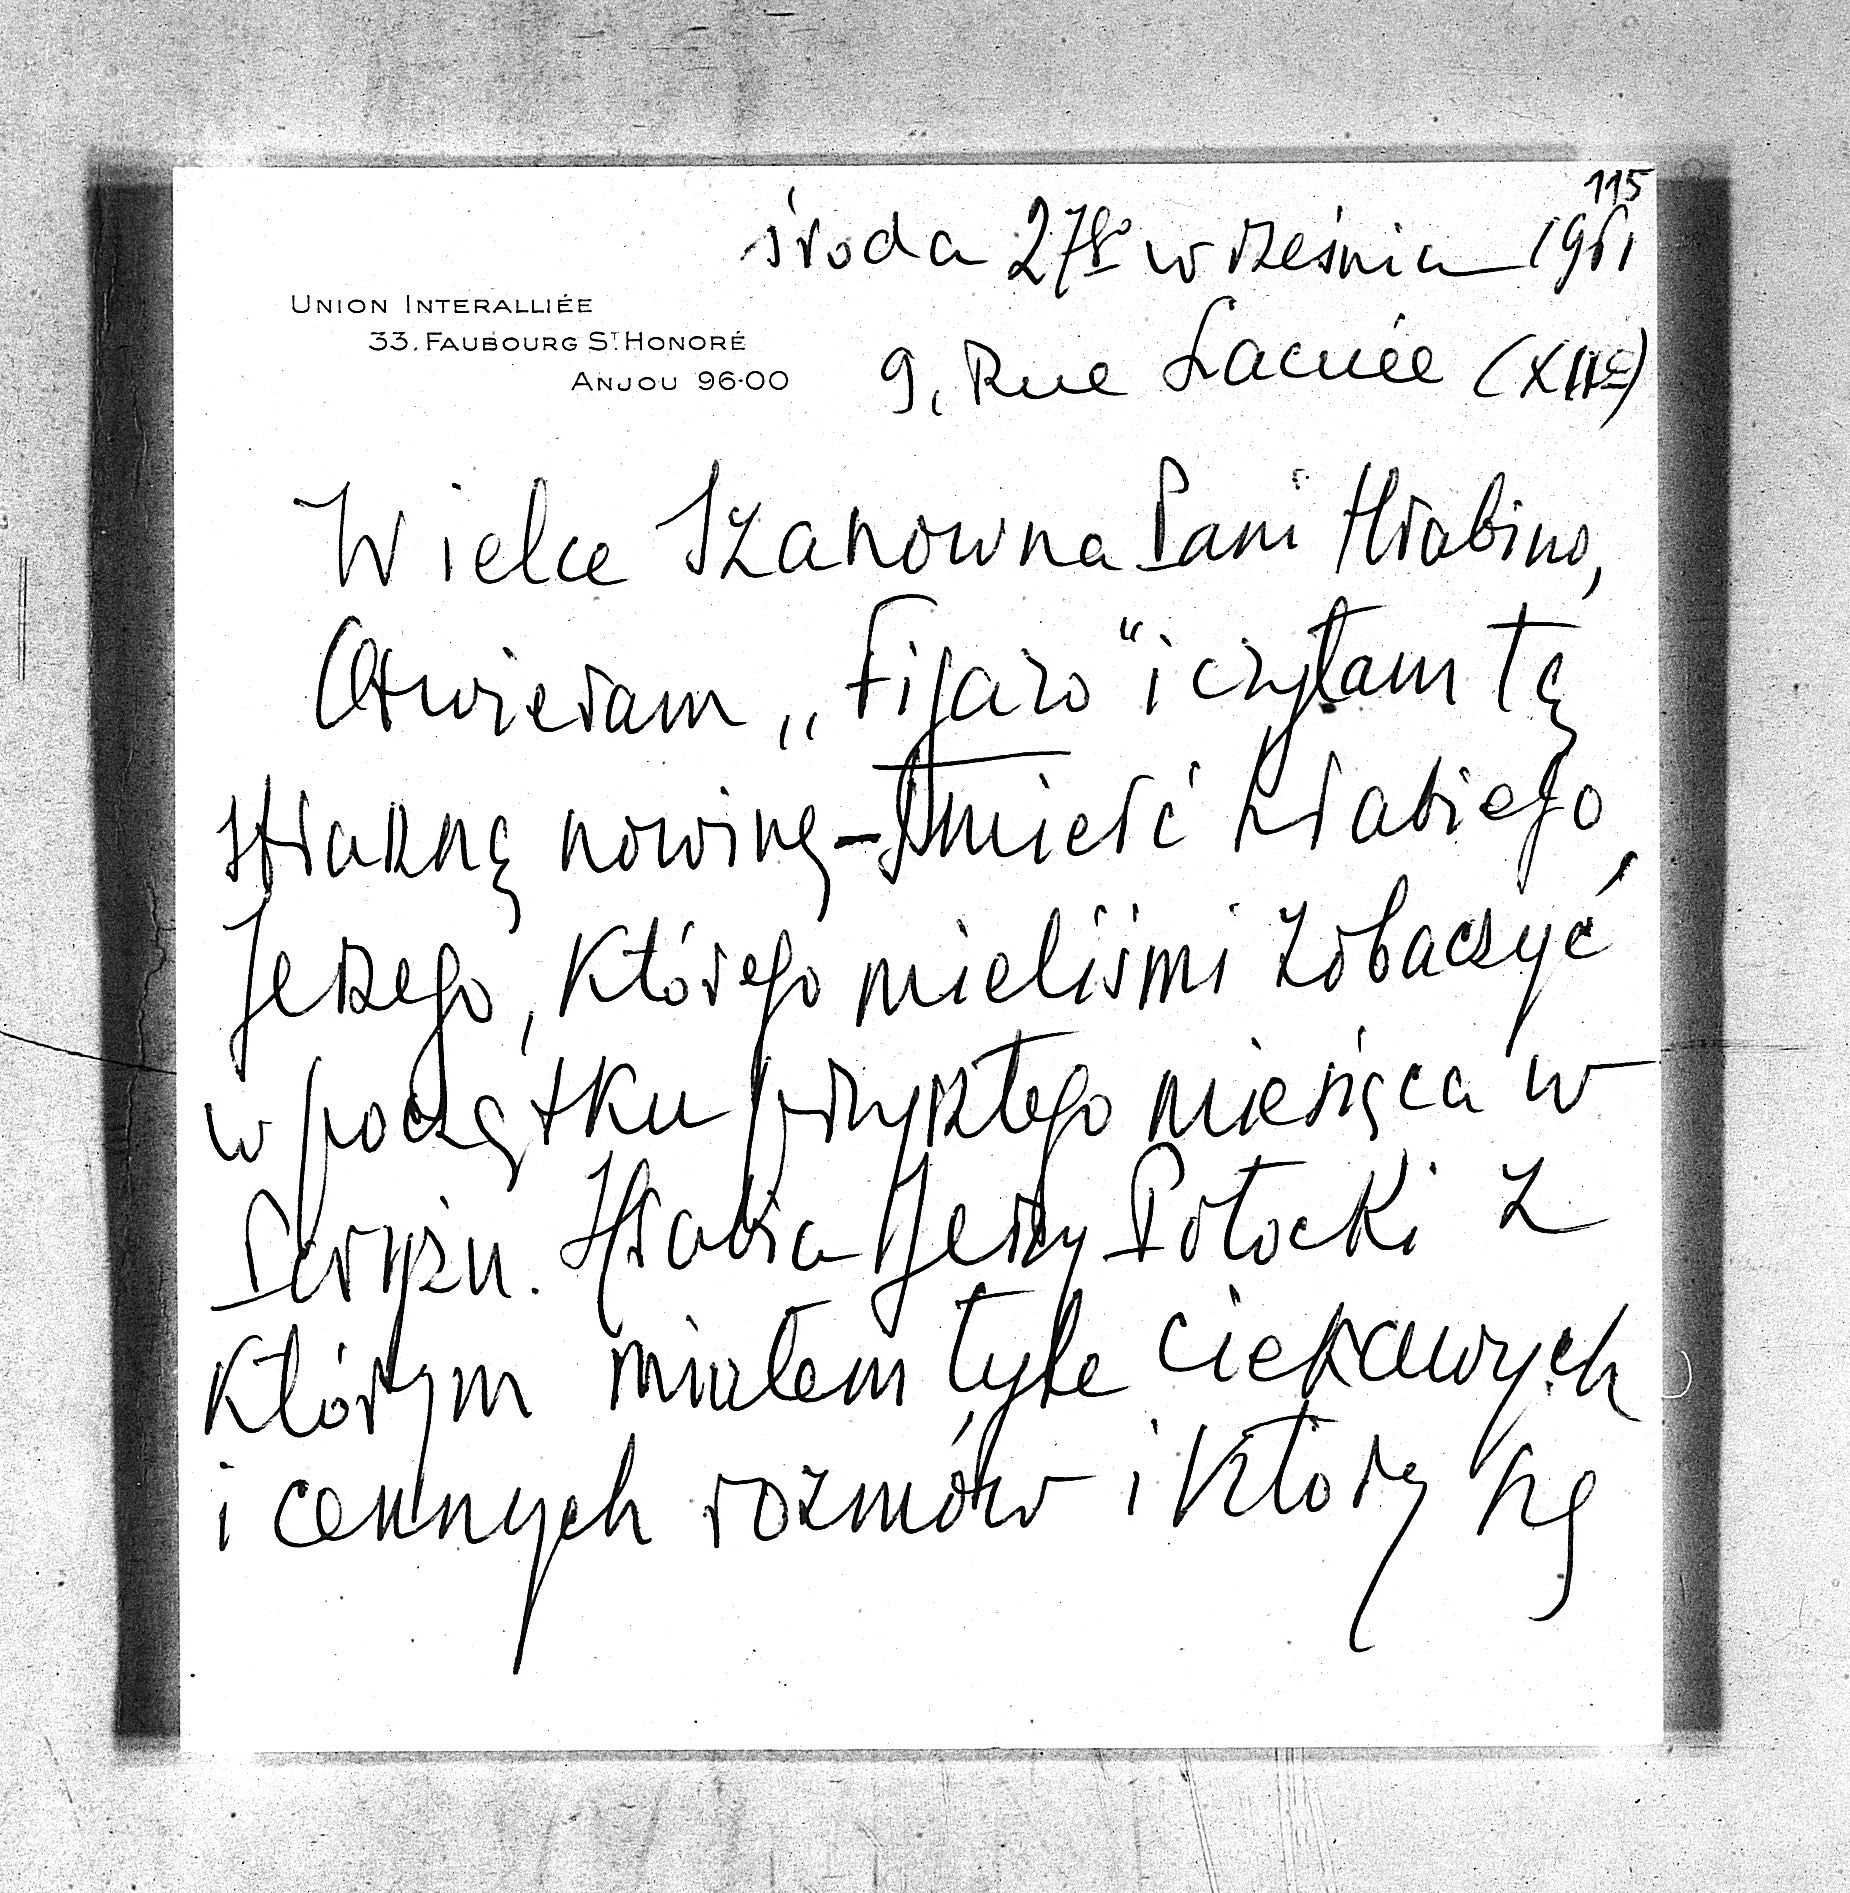 115
środa 27go września 1961
UNION INTERALLIÉE
33. FAUBOURG ST. HONORÉ
ANJOU 96-00
9, Rue Lacuée (XIIe)
Wielce Szanowna Pani Hrabino,
Otwieram „Figaro“ i czytam tą
straszną nowinę - śmierć hrabiego
Jerzego, którego mieliśmi zobaczyć
w początku przyszłego miesiąca w
Paryżu. Hrabia Jerzy Potocki z
którym miałem tyle ciekawych
i cennych rozmów i który się